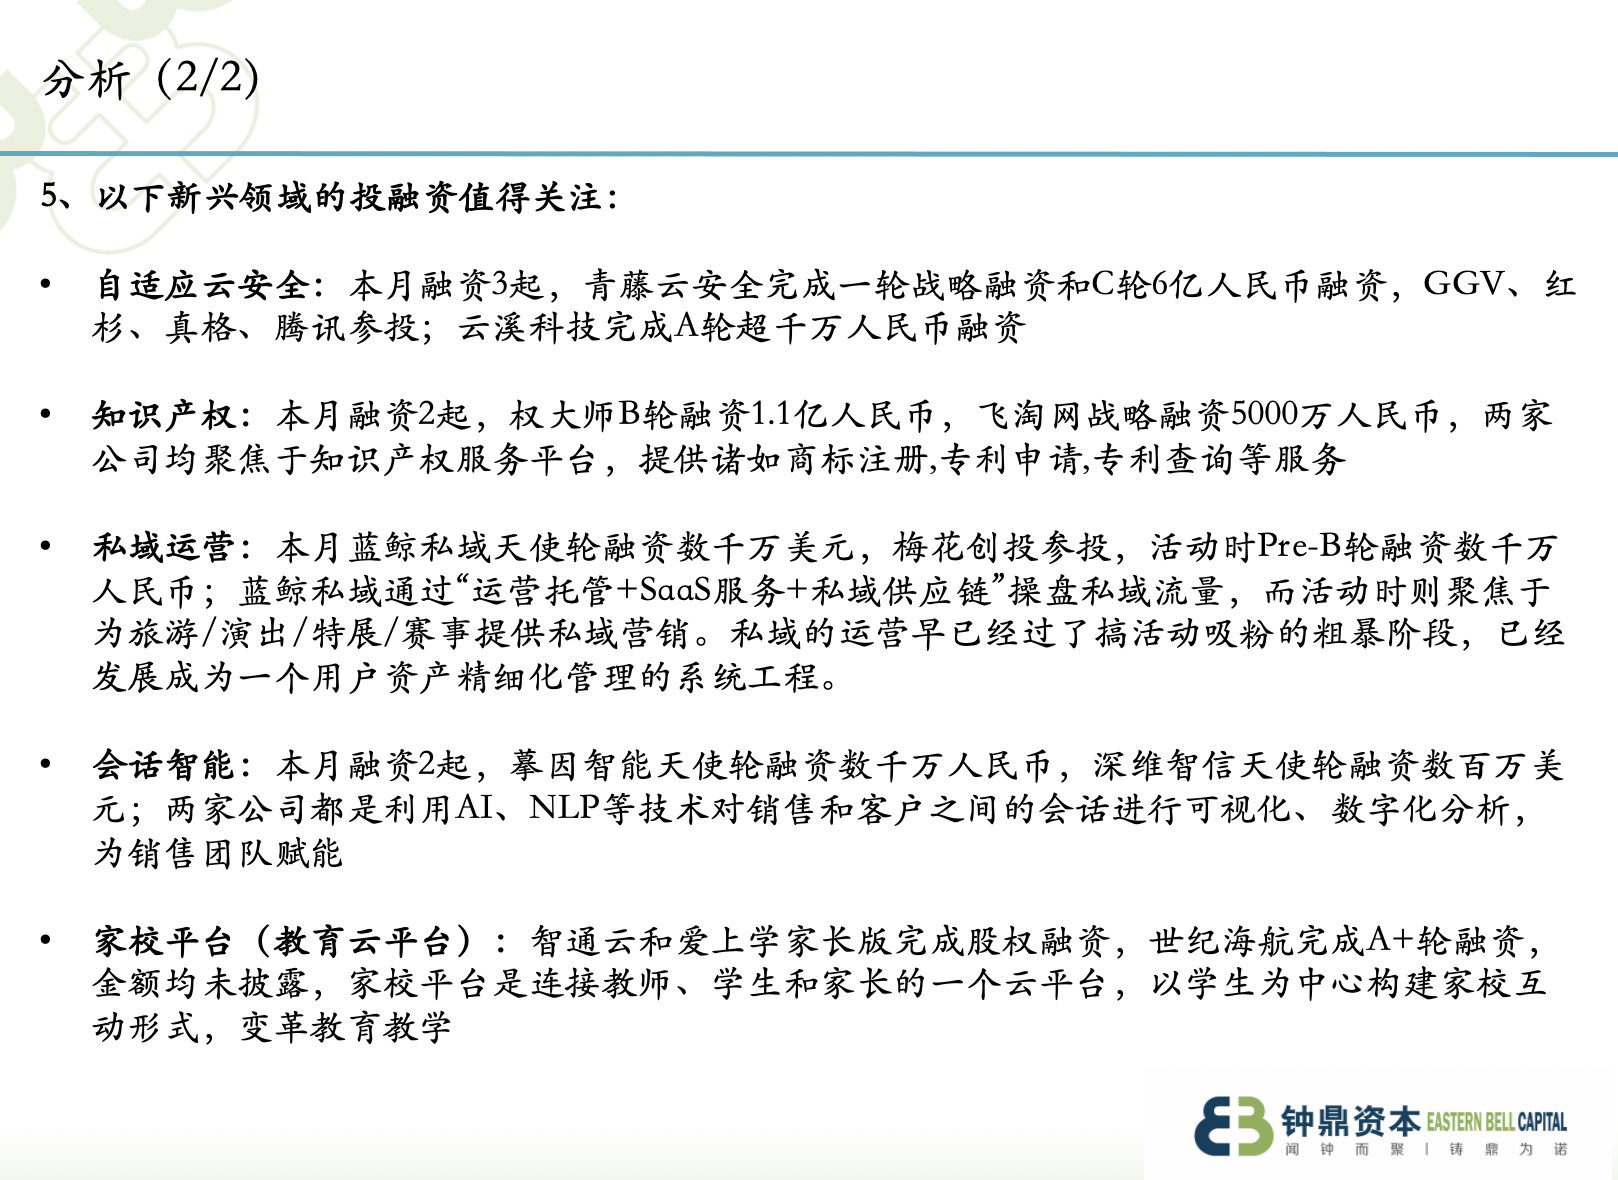 分析（2/2）
5、以下新兴领域的投融资值得关注：
• 自适应云安全：本月融资3起，青藤云安全完成一轮战略融资和C轮6亿人民币融资，GGV、红
杉、真格、腾讯参投；云溪科技完成A轮超千万人民币融资
• 知识产权：本月融资2起，权大师B轮融资1.1亿人民币，飞淘网战略融资5000万人民币，两家
公司均聚焦于知识产权服务平台，提供诸如商标注册,专利申请,专利查询等服务
• 私域运营：本月蓝鲸私域天使轮融资数千万美元，梅花创投参投，活动时Pre-B轮融资数千万
人民币；蓝鲸私域通过“运营托管+SaaS服务+私域供应链”操盘私域流量，而活动时则聚焦于
为旅游/演出/特展/赛事提供私域营销。私域的运营早已经过了搞活动吸粉的粗暴阶段，已经
发展成为一个用户资产精细化管理的系统工程。
• 会话智能：本月融资2起，摹因智能天使轮融资数千万人民币，深维智信天使轮融资数百万美
元；两家公司都是利用AI、NLP等技术对销售和客户之间的会话进行可视化、数字化分析，
为销售团队赋能
• 家校平台（教育云平台）：智通云和爱上学家长版完成股权融资，世纪海航完成A+轮融资，
金额均未披露，家校平台是连接教师、学生和家长的一个云平台，以学生为中心构建家校互
动形式，变革教育教学
钟鼎资本 EASTERN BELL CAPITAL
闻钟而聚 | 铸鼎为诺